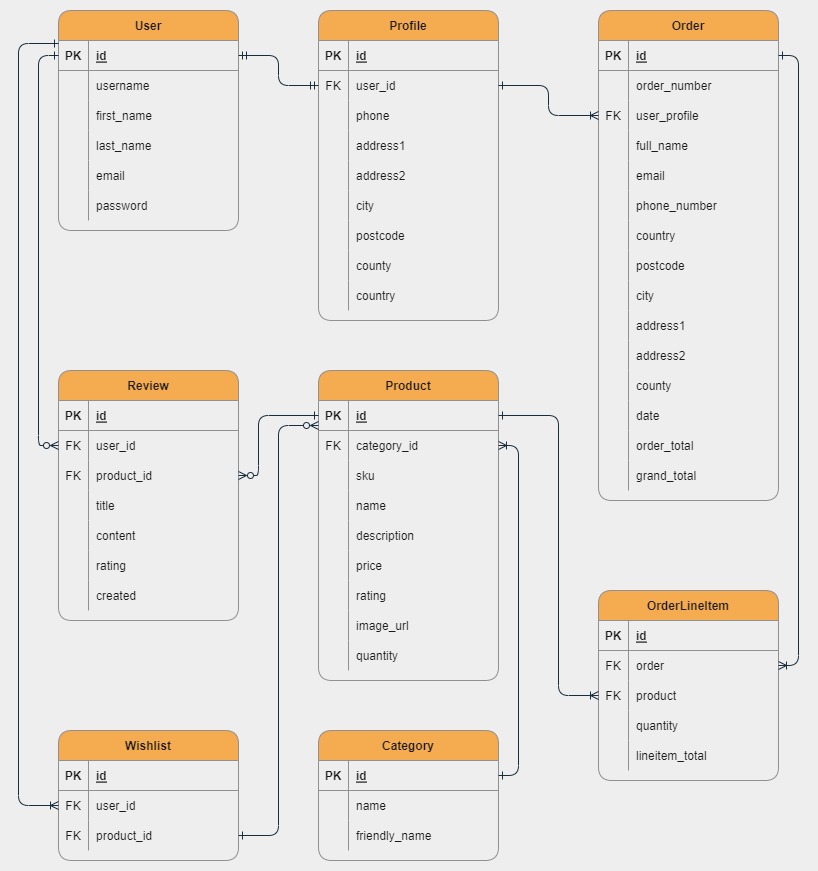 User
PK id
username
first_name
last_name
email
password
Profile
PK id
FK user_id
phone
address1
address2
city
postcode
county
country
Order
PK id
order_number
FK user_profile
full_name
email
phone_number
country
postcode
city
address1
address2
county
date
order_total
grand_total
Review
PK id
FK user_id
FK product_id
title
content
rating
created
Product
PK id
FK category_id
sku
name
description
price
rating
image_url
quantity
OrderLineItem
PK id
FK order
FK product
quantity
lineitem_total
Wishlist
PK id
FK user_id
FK product_id
Category
PK id
name
friendly_name